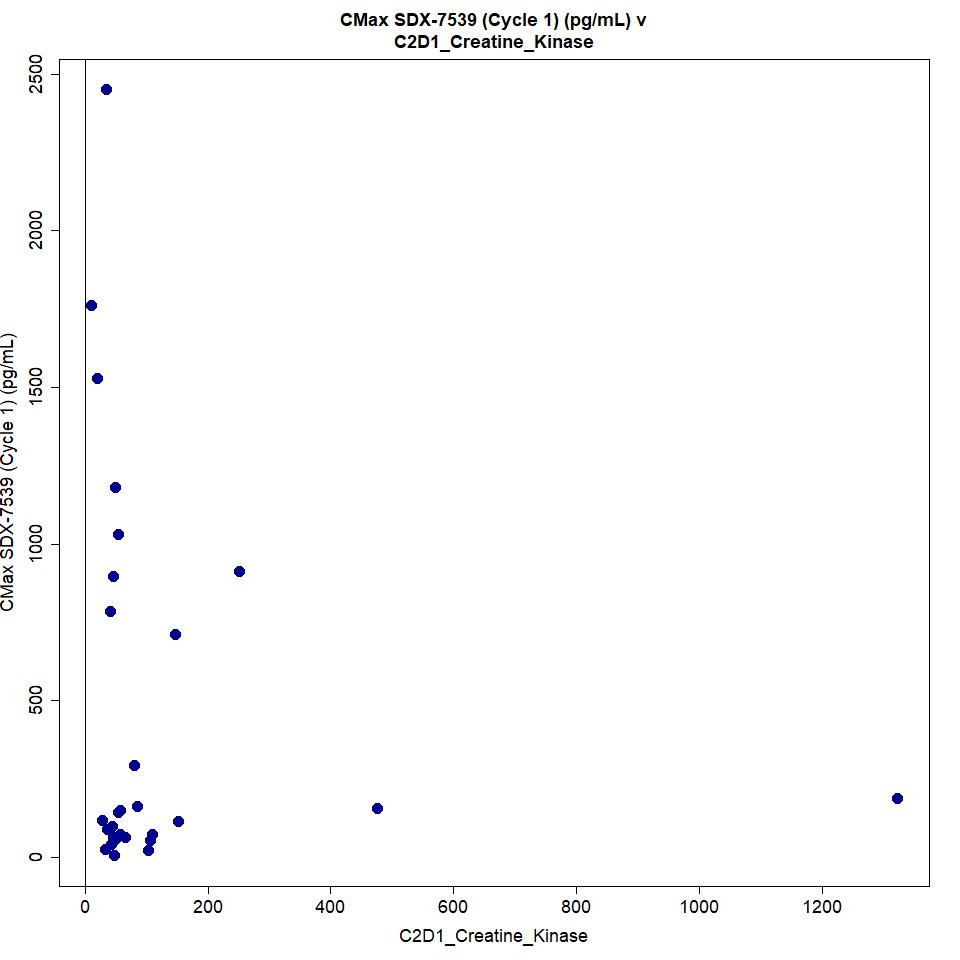 CMax SDX-7539 (Cycle 1) (pg/mL) v
C2D1_Creatine_Kinase
2500
2000
1500
1000
500
0
CMax SDX-7539 (Cycle 1) (pg/mL)
0 200 400 600 800 1000 1200
C2D1_Creatine_Kinase